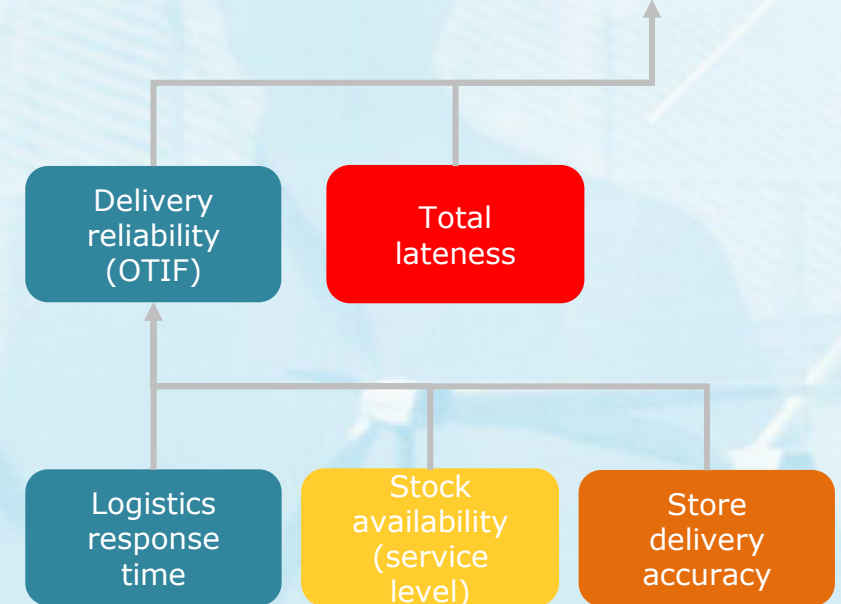 Delivery
reliability
(OTIF)
Total
lateness
Logistics
response
time
Stock
availability
(service
level)
Store
delivery
accuracy